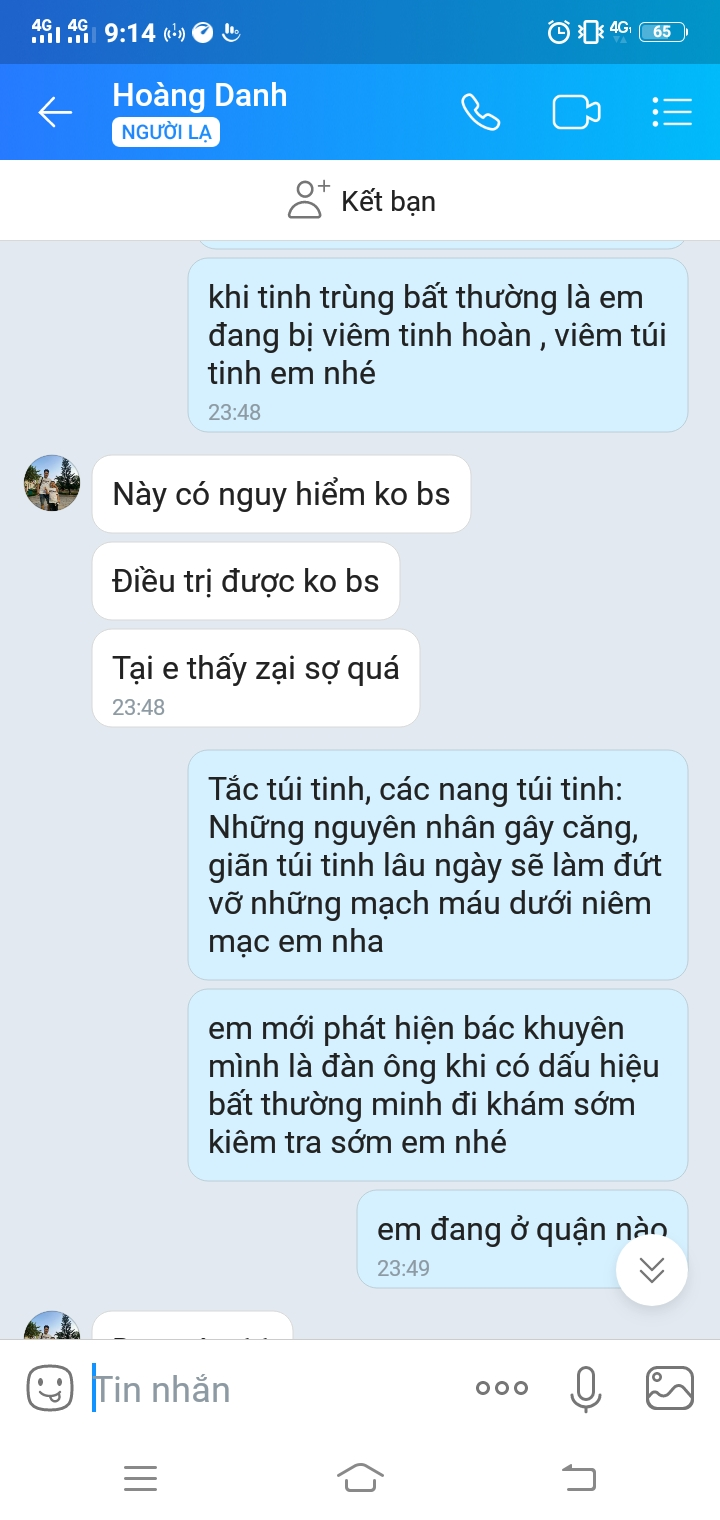 4G 4G 9:14 4G 65
Hoàng Danh
NGƯỜI LẠ
Kết bạn
khi tinh trùng bất thường là em
đang bị viêm tinh hoàn , viêm túi
tinh em nhé
23:48
Này có nguy hiểm ko bs
Điều trị được ko bs
Tại e thấy zại sợ quá
23:48
Tắc túi tinh, các nang túi tinh:
Những nguyên nhân gây căng,
giãn túi tinh lâu ngày sẽ làm đứt
vỡ những mạch máu dưới niêm
mạc em nha
em mới phát hiện bác khuyên
mình là đàn ông khi có dấu hiệu
bất thường minh đi khám sớm
kiêm tra sớm em nhé
em đang ở quận nào
23:49
Tin nhắn